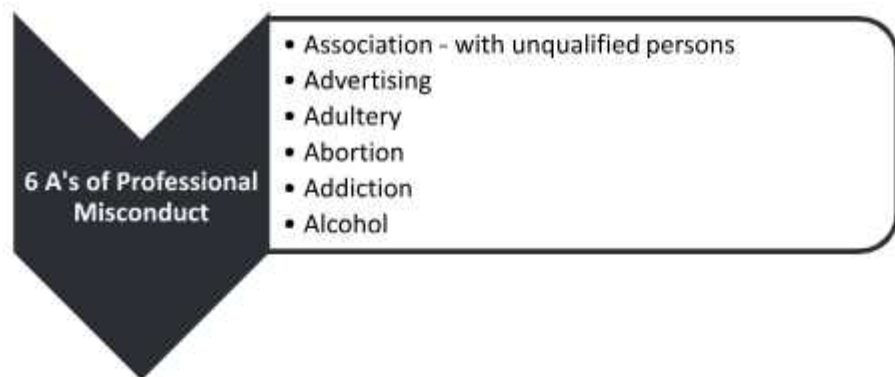 6 A's of Professional
Misconduct
• Association - with unqualified persons
• Advertising
• Adultery
• Abortion
• Addiction
• Alcohol